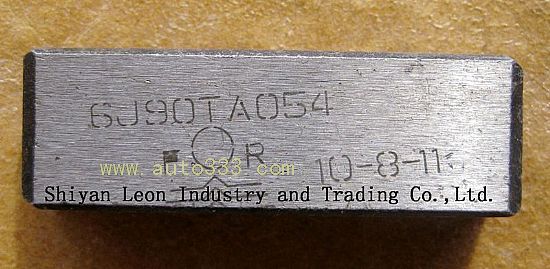 6J90TA054
R 10-8-11
www.auto333.com
Shiyan Leon Industry and Trading Co.,Ltd.